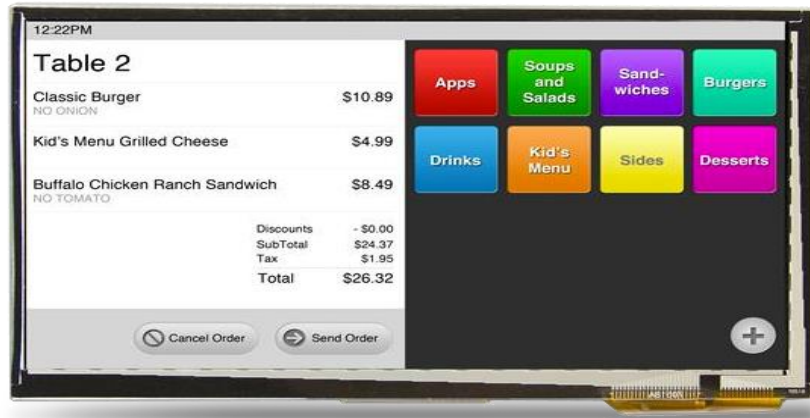 12:22PM
Table 2
Classic Burger $10.89
NO ONION
Kid's Menu Grilled Cheese $4.99
Buffalo Chicken Ranch Sandwich $8.49
NO TOMATO
Discounts - $0.00
SubTotal $24.37
Tax $1.95
Total $26.32
Cancel Order
Send Order
Apps
Soups
and
Salads
Sand-
wiches
Burgers
Drinks
Kid's
Menu
Sides
Desserts